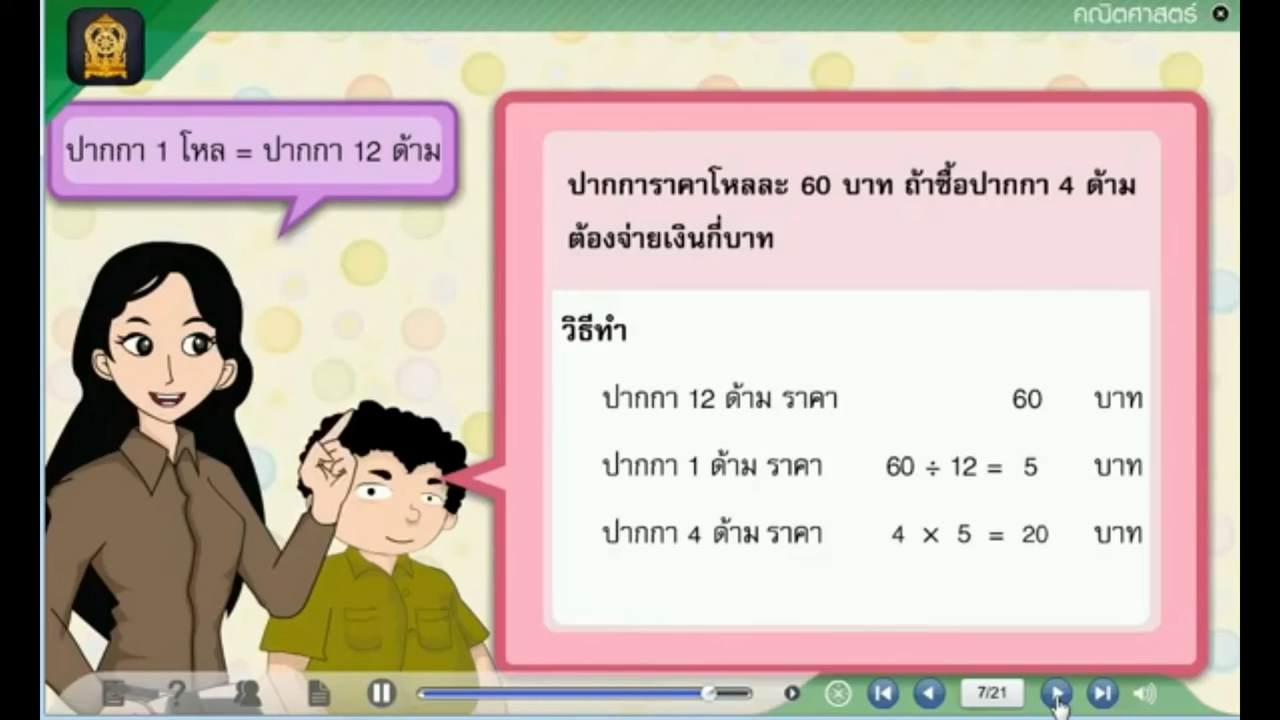 คณิตศาสตร์
ปากกา 1 โหล = ปากกา 12 ด้าม
ปากการาคาโหลละ 60 บาท ถ้าซื้อปากกา 4 ด้าม
ต้องจ่ายเงินกี่บาท
วิธีทำ
ปากกา 12 ด้าม ราคา 60 บาท
ปากกา 1 ด้าม ราคา 60 ÷ 12 = 5 บาท
ปากกา 4 ด้าม ราคา 4 × 5 = 20 บาท
7/21